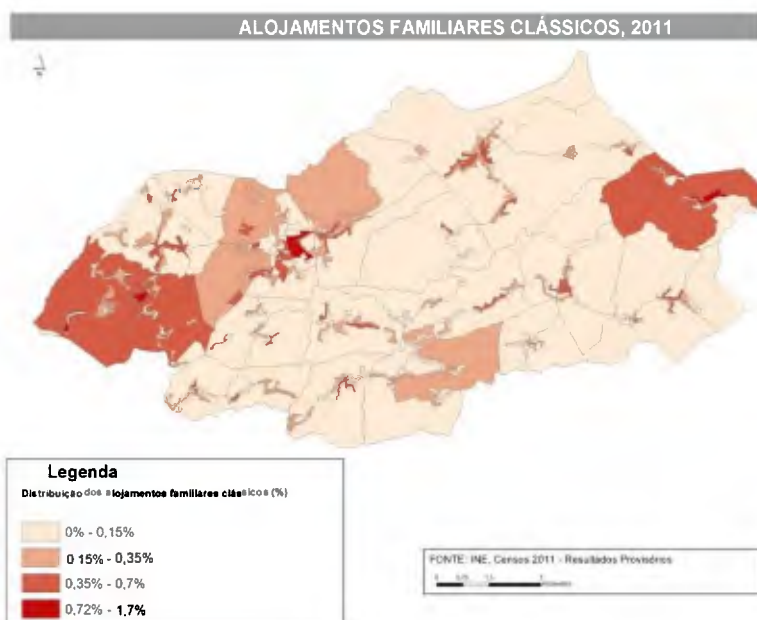 ALOJAMENTOS FAMILIARES CLÁSSICOS, 2011
Legenda
Distribuição dos alojamentos familiares clássicos (%)
0% - 0,15%
0 15% - 0,35%
0,35% - 0,7%
0,72% - 1,7%
FONTE: INE, Censos 2011 - Resultados Provisórios
0